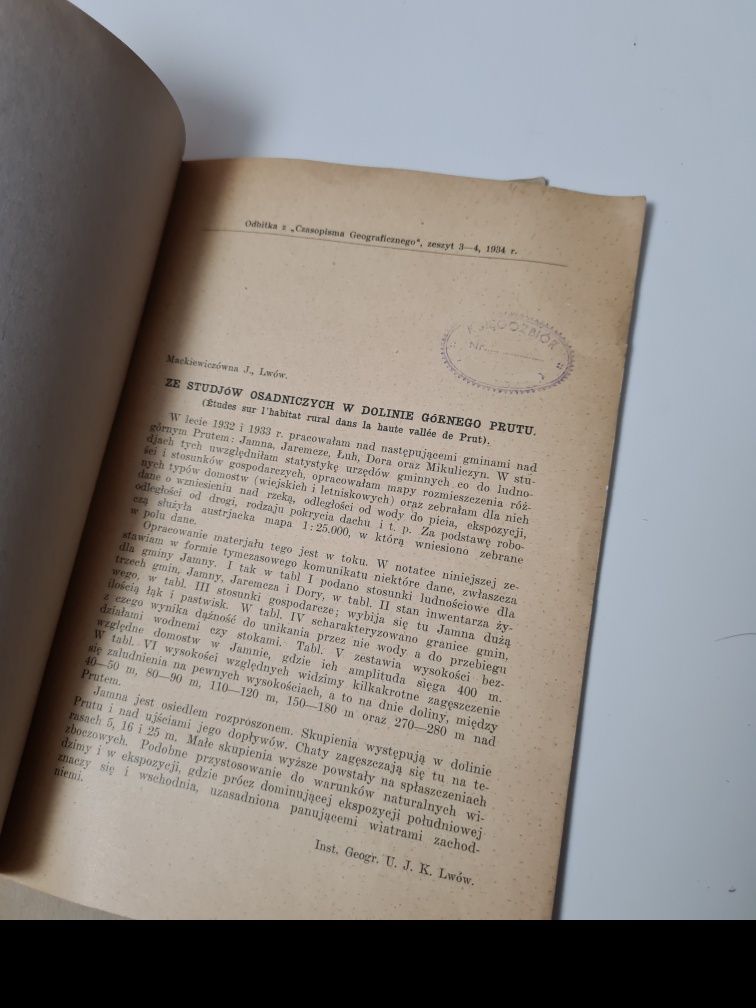 Odbitka z „Czasopisma Geograficznego", zeszyt 3—4, 1934 r.
KSIĘGOZBIÓR
Nr.
Mackiewiczówna J., Lwów.
ZE STUDJÓW OSADNICZYCH W DOLINIE GÓRNEGO PRUTU.
(Études sur l'habitat rural dans la haute vallée de Prut).
W lecie 1932 i 1933 r. pracowałam nad następującemi gminami nad
górnym Prutem: Jamna, Jaremcze, Łuh, Dora oraz Mikuliczyn. W stu-
djach tych uwzględniłam statystykę urzędów gminnych co do ludno-
ści i stosunków gospodarczych, opracowałam mapy rozmieszczenia róż-
nych typów domostw (wiejskich i letniskowych) oraz zebrałam dla nich
dane o wzniesieniu nad rzeką, odległości od wody do picia, ekspozycji,
odległości od drogi, rodzaju pokrycia dachu i t. p. Za podstawę robo-
czą służyła austrjacka mapa 1:25.000, w którą wniesiono zebrane
w polu dane.
Opracowanie materjału tego jest w toku. W notatce niniejszej ze-
stawiam w formie tymczasowego komunikatu niektóre dane, zwłaszcza
dla gminy Jamny. I tak w tabl I podano stosunki ludnościowe dla
trzech gmin, Jamny, Jaremcza i Dory, w tabl. II stan inwentarza ży-
wego, w tabl. III stosunki gospodarcze; wybija się tu Jamna dużą
ilością łąk i pastwisk. W tabl. IV scharakteryzowano granice gmin,
z czego wynika dążność do unikania przez nie wody a do przebiegu
działami wodnemi czy stokami. Tabl. V zestawia wysokości bez-
względne domostw w Jamnie, gdzie ich amplituda sięga 400 m.
W tabl. VI wysokości względnych widzimy kilkakrotne zagęszczenie
się zaludnienia na pewnych wysokościach, a to na dnie doliny, między
40—50 m, 80—90 m, 110—120 m, 150—180 m oraz 270—280 m nad
Prutem.
Jamna jest osiedlem rozproszonem. Skupienia występują w dolinie
Prutu i nad ujściami jego dopływów. Chaty zagęszczają się tu na te-
rasach 5, 16 i 25 m. Małe skupienia wyższe powstały na spłaszczeniach
zboczowych. Podobne przystosowanie do warunków naturalnych wi-
dzimy i w ekspozycji, gdzie prócz dominującej ekspozycji południowej
znaczy się i wschodnia, uzasadniona panującemi wiatrami zachod-
niemi.
Inst. Geogr. U. J. K. Lwów.